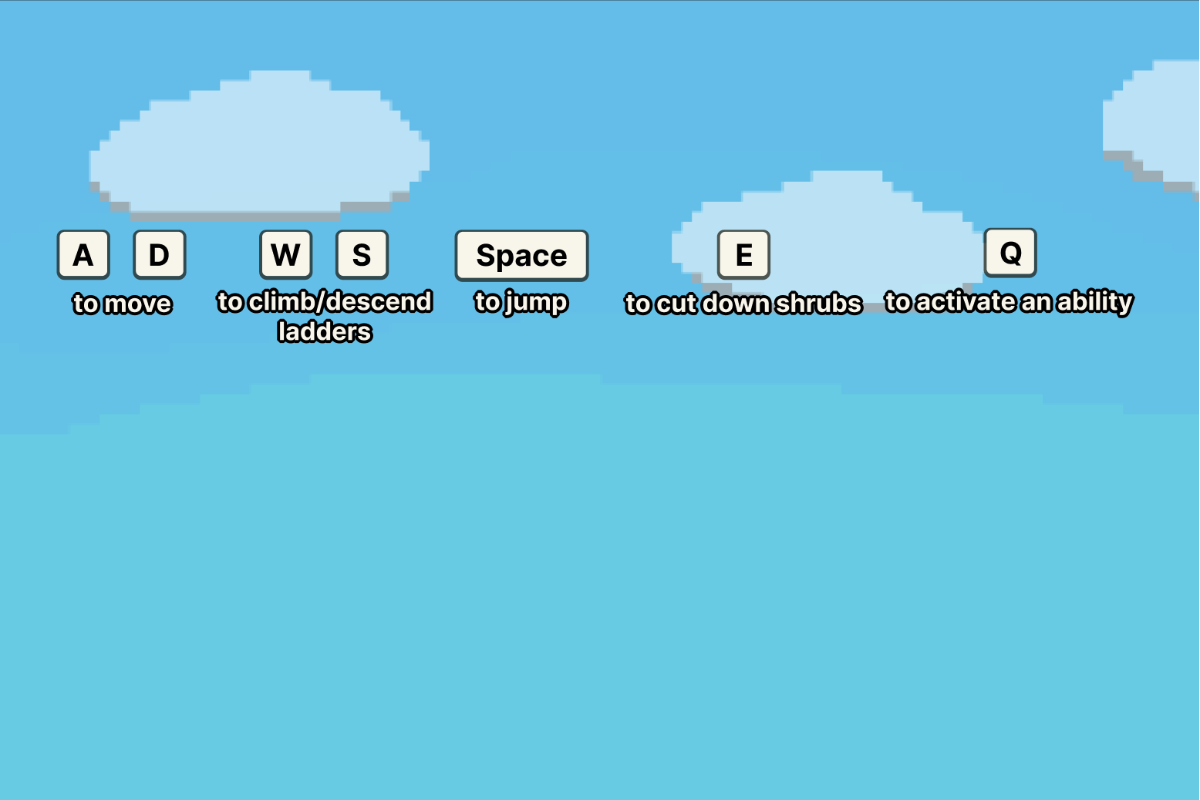 A D W S Space E Q
to move
to climb/descend
ladders
to jump
to cut down shrubs
to activate an ability